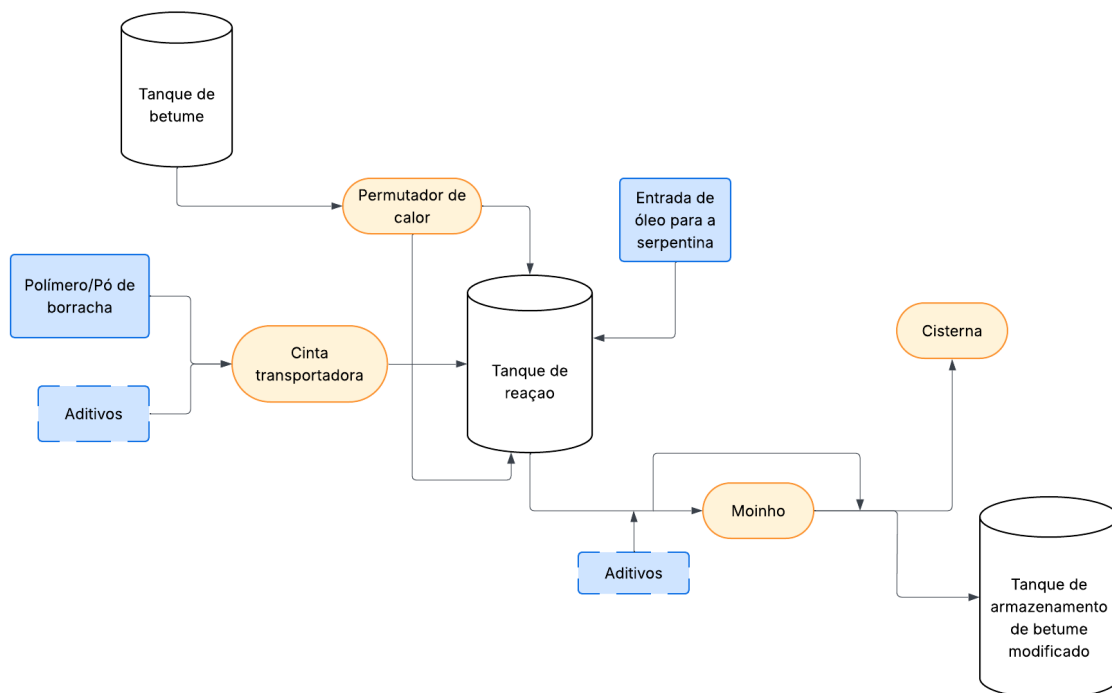 Tanque de
betume
Permutador de
calor
Entrada de
óleo para a
serpentina
Polímero/Pó de
borracha
Cinta
transportadora
Aditivos
Tanque de
reaçao
Cisterna
Moinho
Aditivos
Tanque de
armazenamento
de betume
modificado